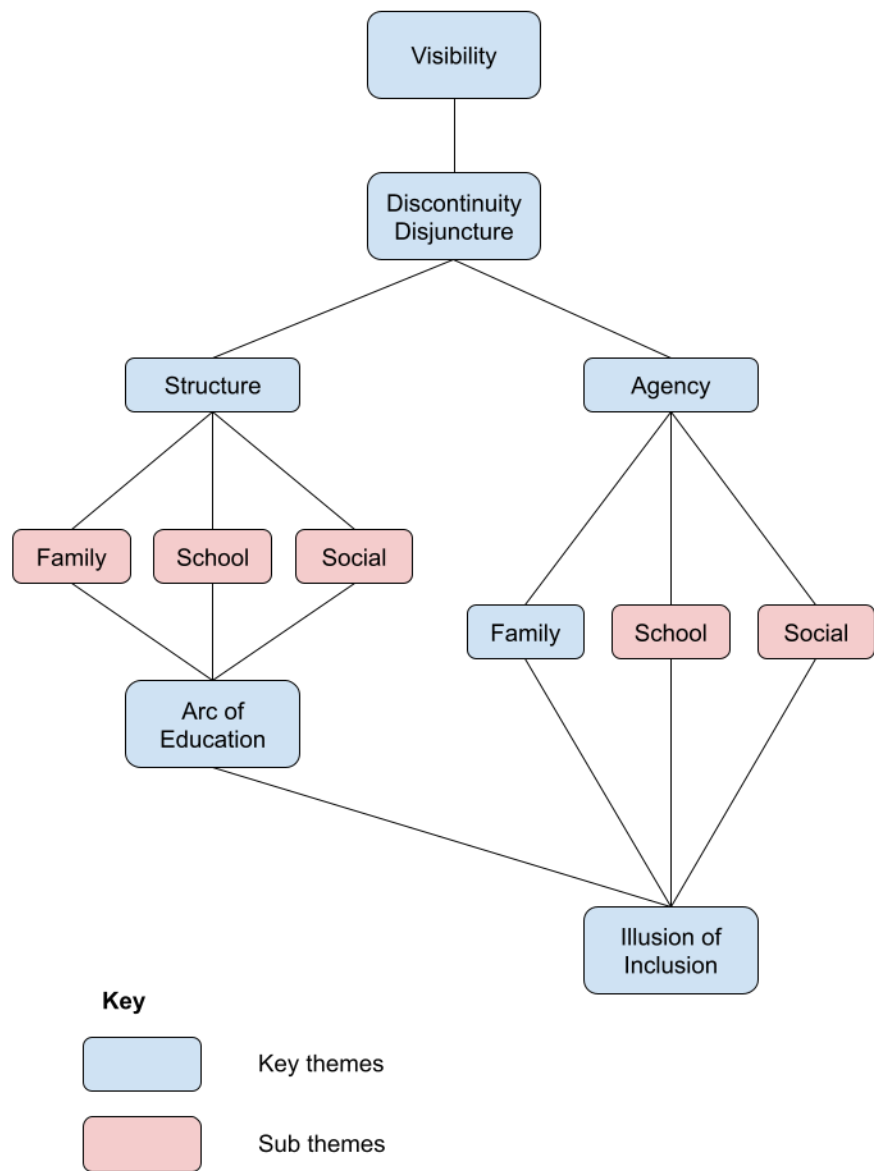 Visibility
Discontinuity
Disjuncture
Structure
Agency
Family
School
Social
Family
School
Social
Arc of
Education
Illusion of
Inclusion
Key
Key themes
Sub themes